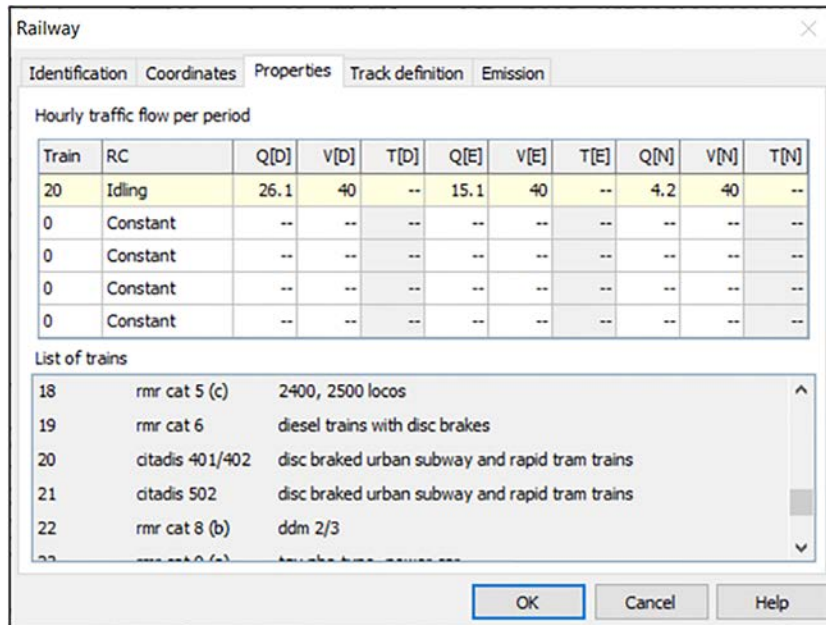 Railway
Identification Coordinates Properties Track definition Emission
Hourly traffic flow per period
Train RC Q[D] V[D] T[D] Q[E] V[E] T[E] Q[N] V[N] T[N]
20 Idling 26.1 40 -- 15.1 40 -- 4.2 40 --
0 Constant -- -- -- -- -- -- -- -- --
0 Constant -- -- -- -- -- -- -- -- --
0 Constant -- -- -- -- -- -- -- -- --
0 Constant -- -- -- -- -- -- -- -- --
List of trains
18 rmr cat 5 (c) 2400, 2500 locos
19 rmr cat 6 diesel trains with disc brakes
20 citadis 401/402 disc braked urban subway and rapid tram trains
21 citadis 502 disc braked urban subway and rapid tram trains
22 rmr cat 8 (b) ddm 2/3
OK Cancel Help